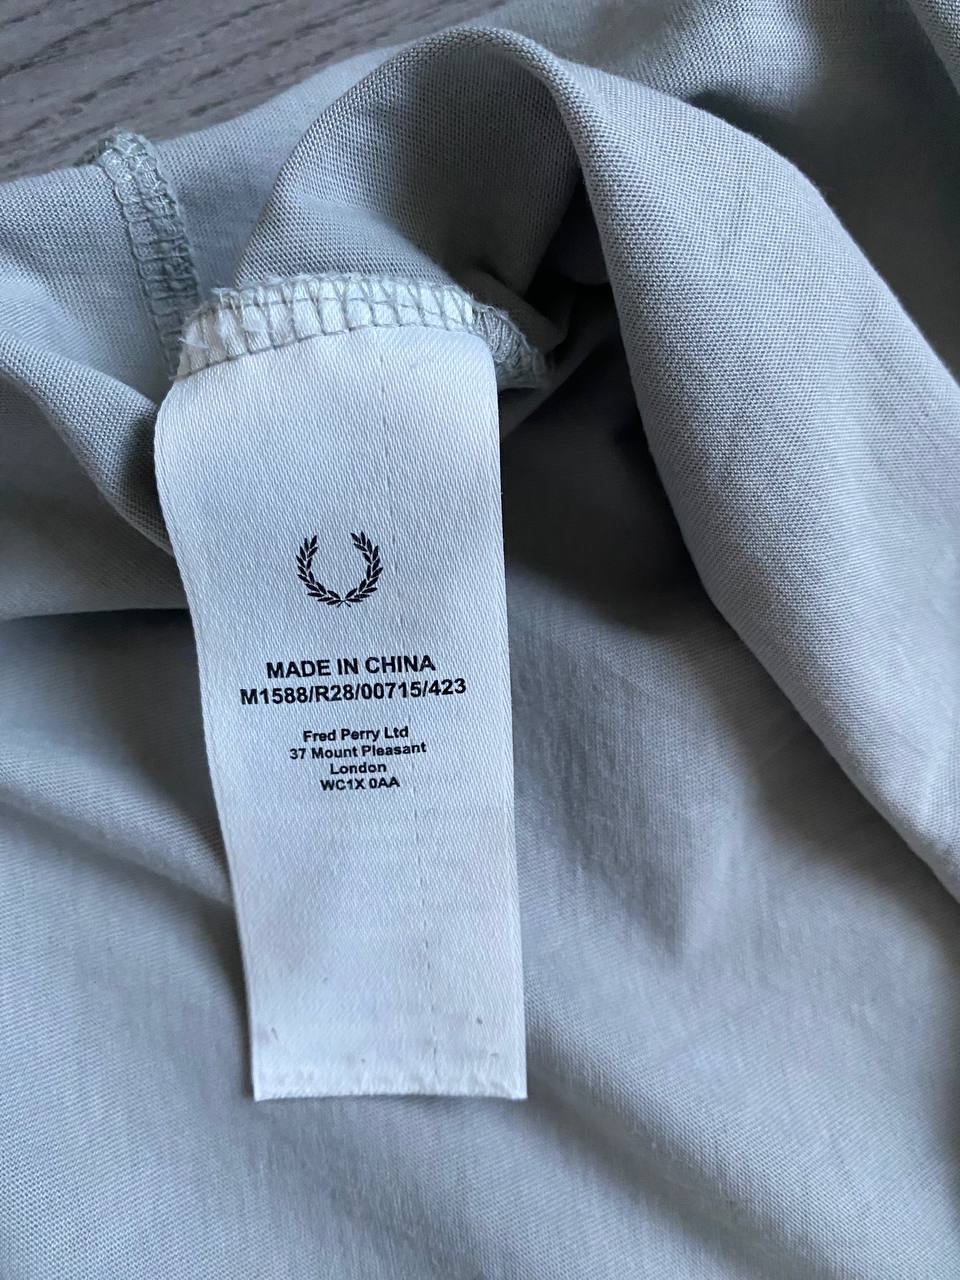 MADE IN CHINA
M1588/R28/00715/423
Fred Perry Ltd
37 Mount Pleasant
London
WC1X 0AA